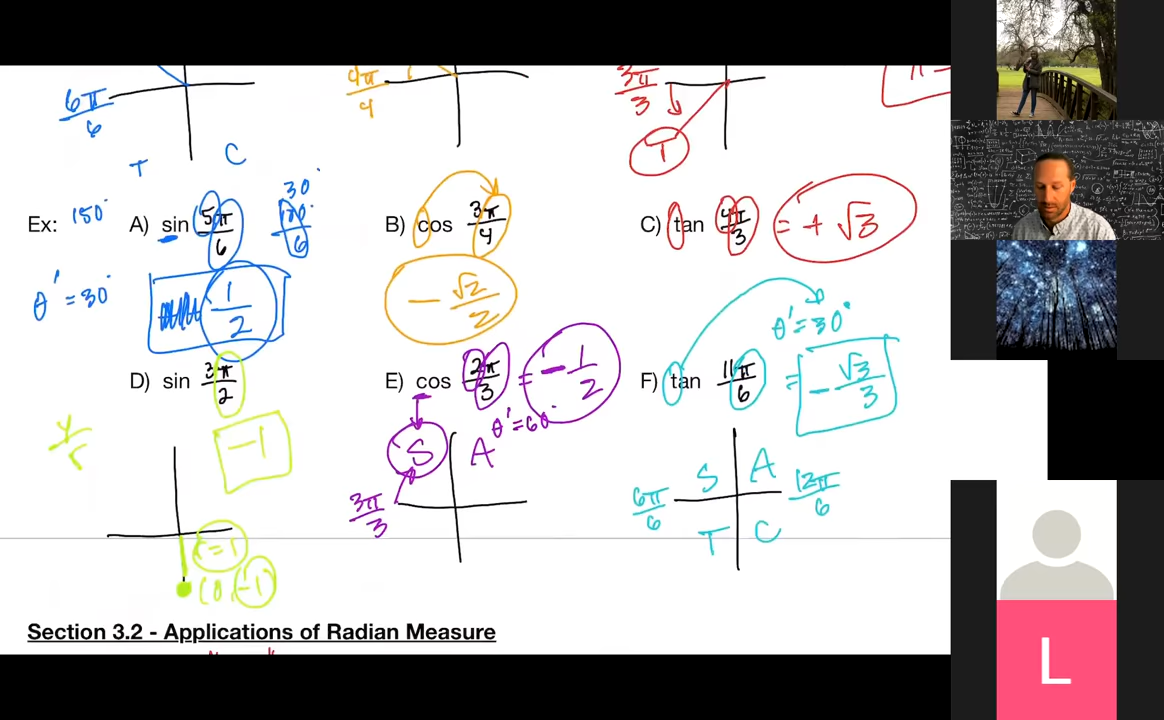 6π/6
4π/4
3π/3
π -
T C
T
Ex: 150° A) sin 5π/6 30° 180°/6
B) cos 3π/4
C) tan 4π/3 = + √3
θ' = 30° 1/2
- √2/2
θ' = 30°
D) sin 3π/2
E) cos 2π/3 = - 1/2
F) tan 11π/6 = - √3/3
y/r -1
S A θ' = 60°
3π/3
S A
6π/6 12π/6
T C
r = 1
(0, -1)
Section 3.2 - Applications of Radian Measure
L